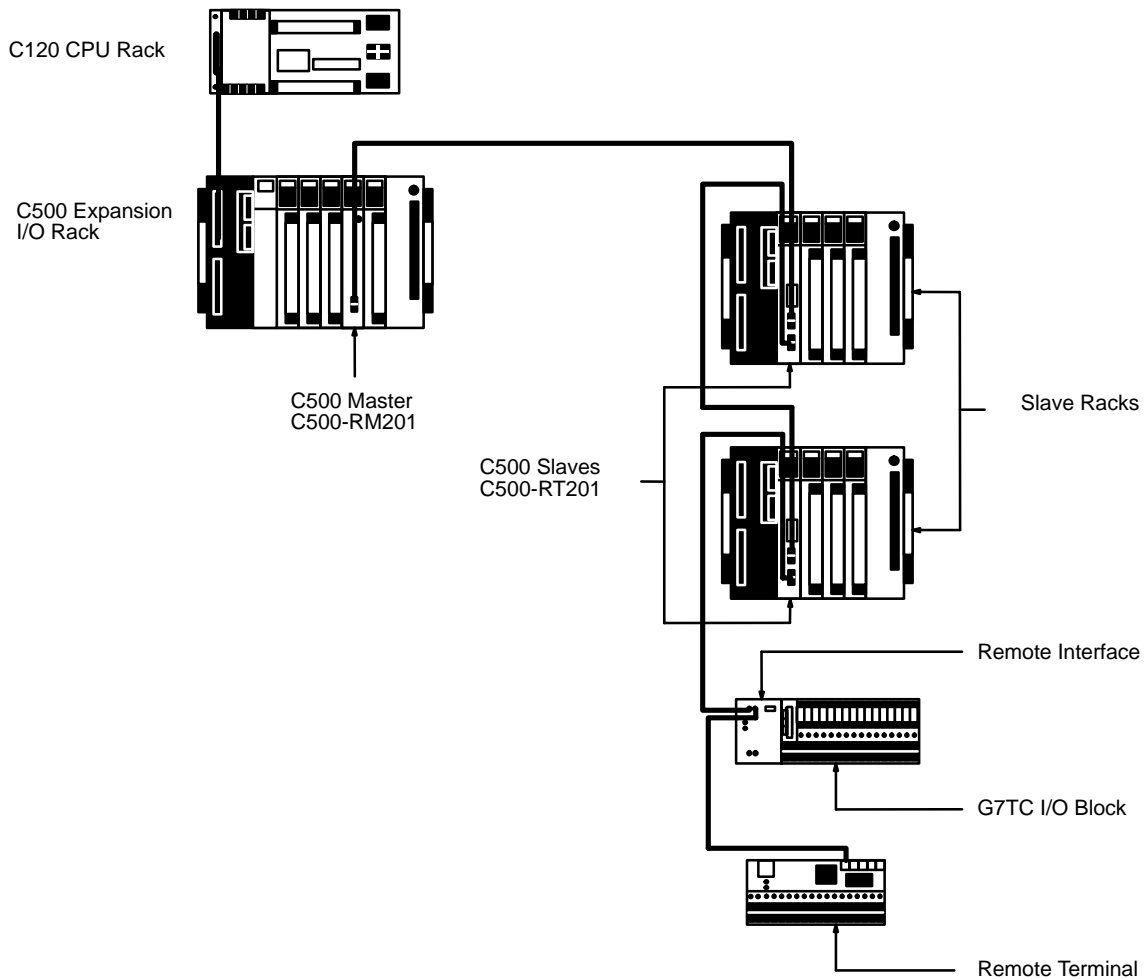 C120 CPU Rack
C500 Expansion
I/O Rack
C500 Master
C500-RM201
Slave Racks
C500 Slaves
C500-RT201
Remote Interface
G7TC I/O Block
Remote Terminal